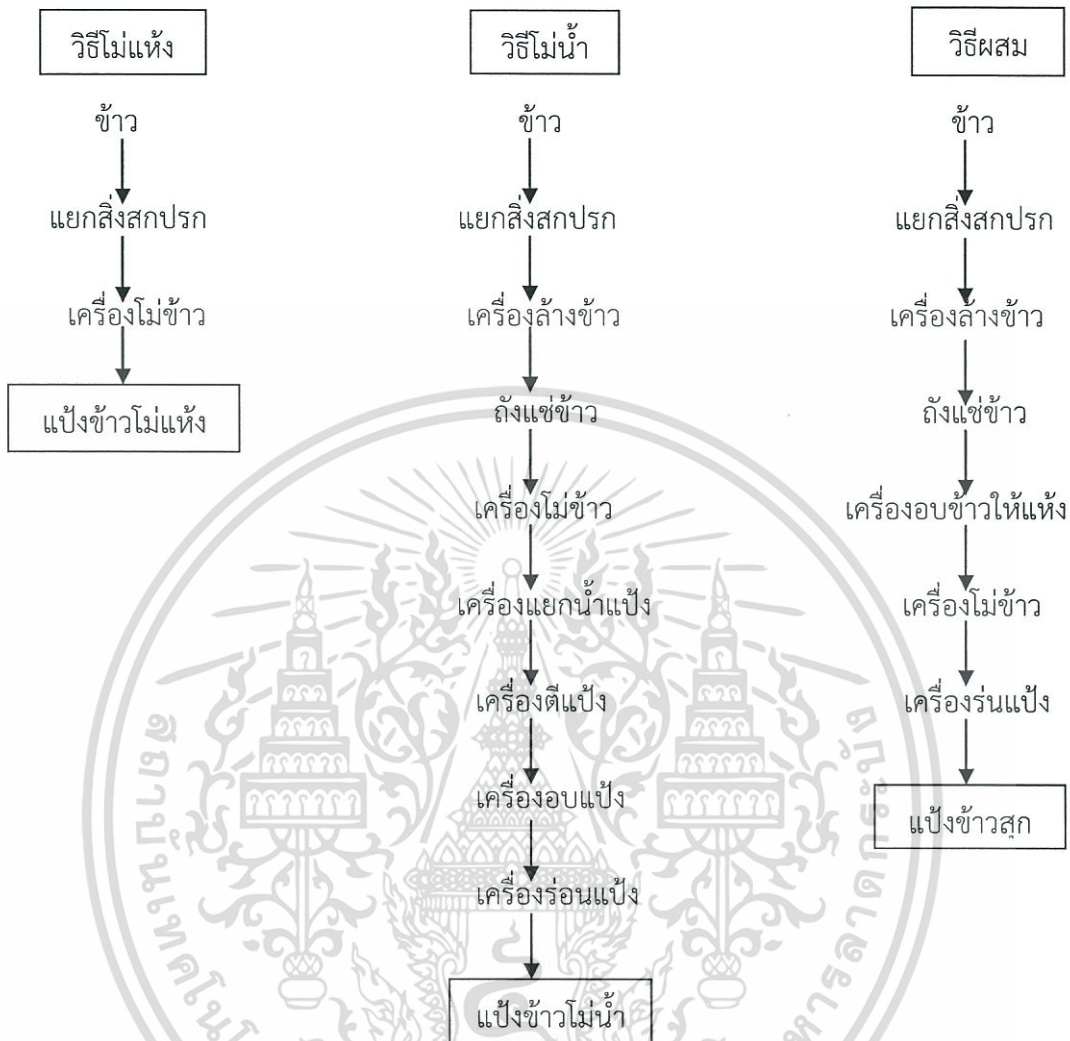 วิธีโม่แห้ง
ข้าว
แยกสิ่งสกปรก
เครื่องโม่ข้าว
แป้งข้าวโม่แห้ง
วิธีโม่น้ำ
ข้าว
แยกสิ่งสกปรก
เครื่องล้างข้าว
ถังแช่ข้าว
เครื่องโม่ข้าว
เครื่องแยกน้ำแป้ง
เครื่องตีแป้ง
เครื่องอบแป้ง
เครื่องร่อนแป้ง
แป้งข้าวโม่น้ำ
วิธีผสม
ข้าว
แยกสิ่งสกปรก
เครื่องล้างข้าว
ถังแช่ข้าว
เครื่องอบข้าวให้แห้ง
เครื่องโม่ข้าว
เครื่องร่นแป้ง
แป้งข้าวสุก